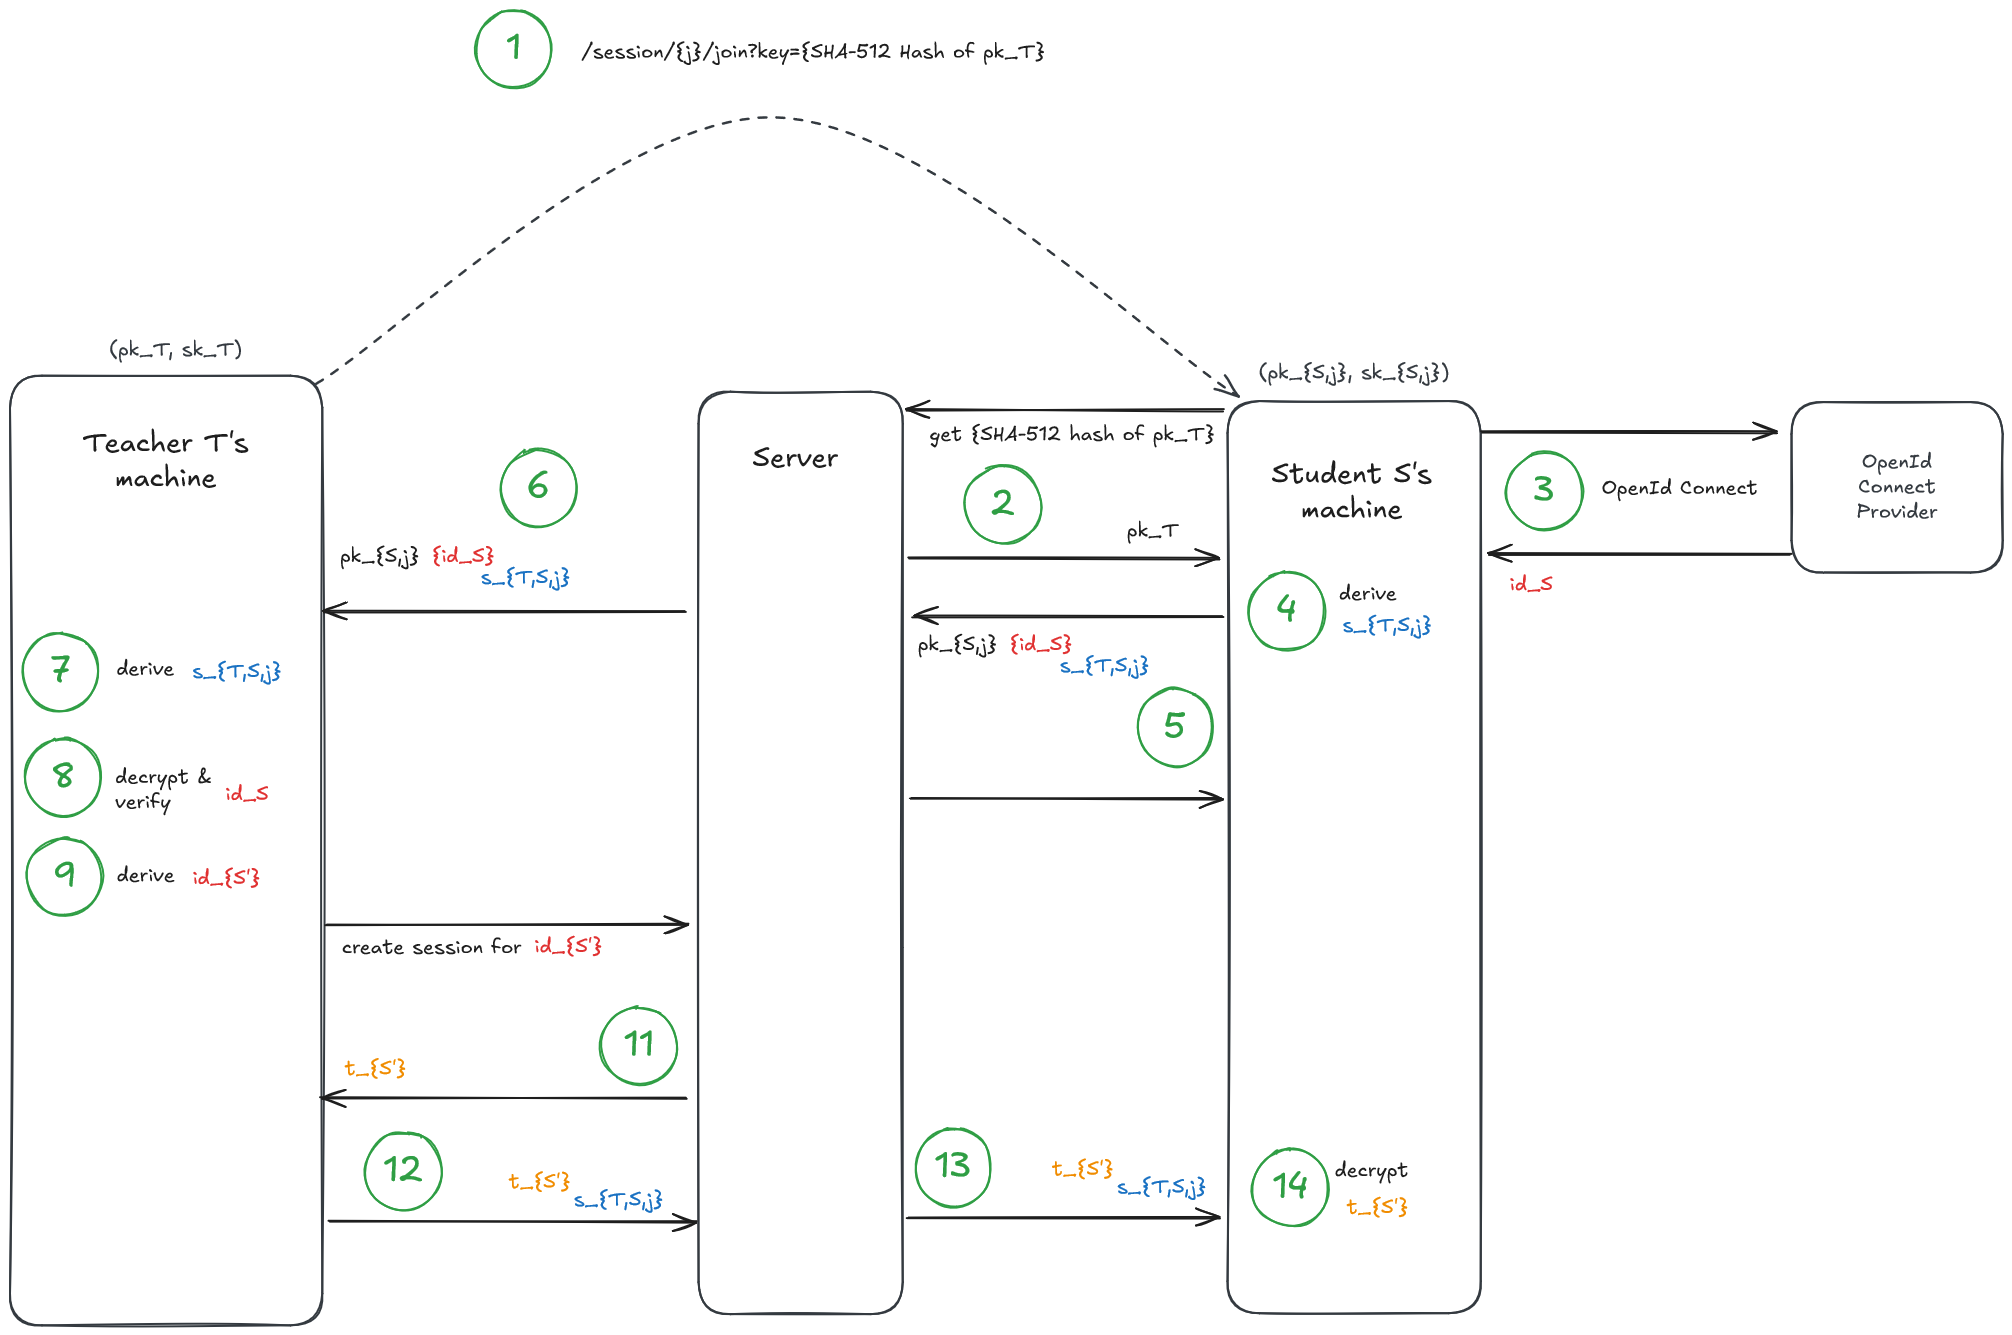 1
/session/{j}/join?key={SHA-512 Hash of pk_T}
(pk_T, sk_T)
Teacher T's
machine
Server
(pk_{S,j}, sk_{S,j})
Student S's
machine
OpenId
Connect
Provider
get {SHA-512 hash of pk_T}
2
pk_T
3
OpenId Connect
id_S
4
derive
s_{T,S,j}
pk_{S,j} {id_S}
s_{T,S,j}
5
6
pk_{S,j} {id_S}
s_{T,S,j}
7
derive s_{T,S,j}
8
decrypt &
verify
id_S
9
derive id_{S'}
create session for id_{S'}
11
t_{S'}
12
t_{S'}
s_{T,S,j}
13
t_{S'}
s_{T,S,j}
14
decrypt
t_{S'}